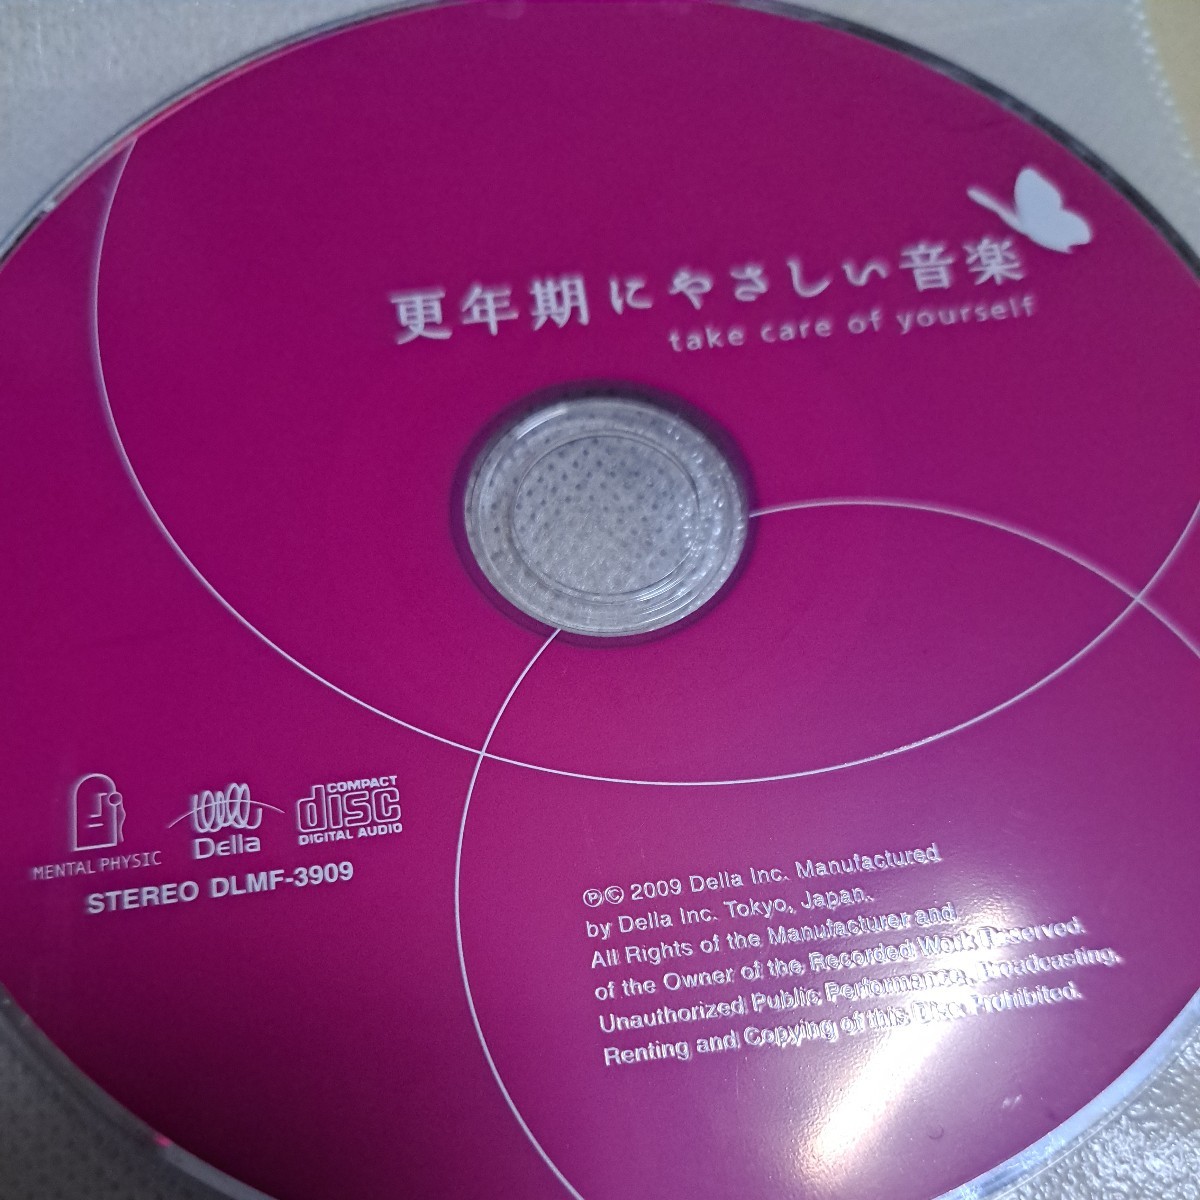 更年期にやさしい音楽
take care of yourself
MENTAL PHYSIC
Della
COMPACT
disc
DIGITAL AUDIO
STEREO DLMF-3909
℗© 2009 Della Inc. Manufactured
by Della Inc. Tokyo, Japan.
All Rights of the Manufacturer and
of the Owner of the Recorded Work Reserved.
Unauthorized Public Performance, Broadcasting,
Renting and Copying of this Disc Prohibited.